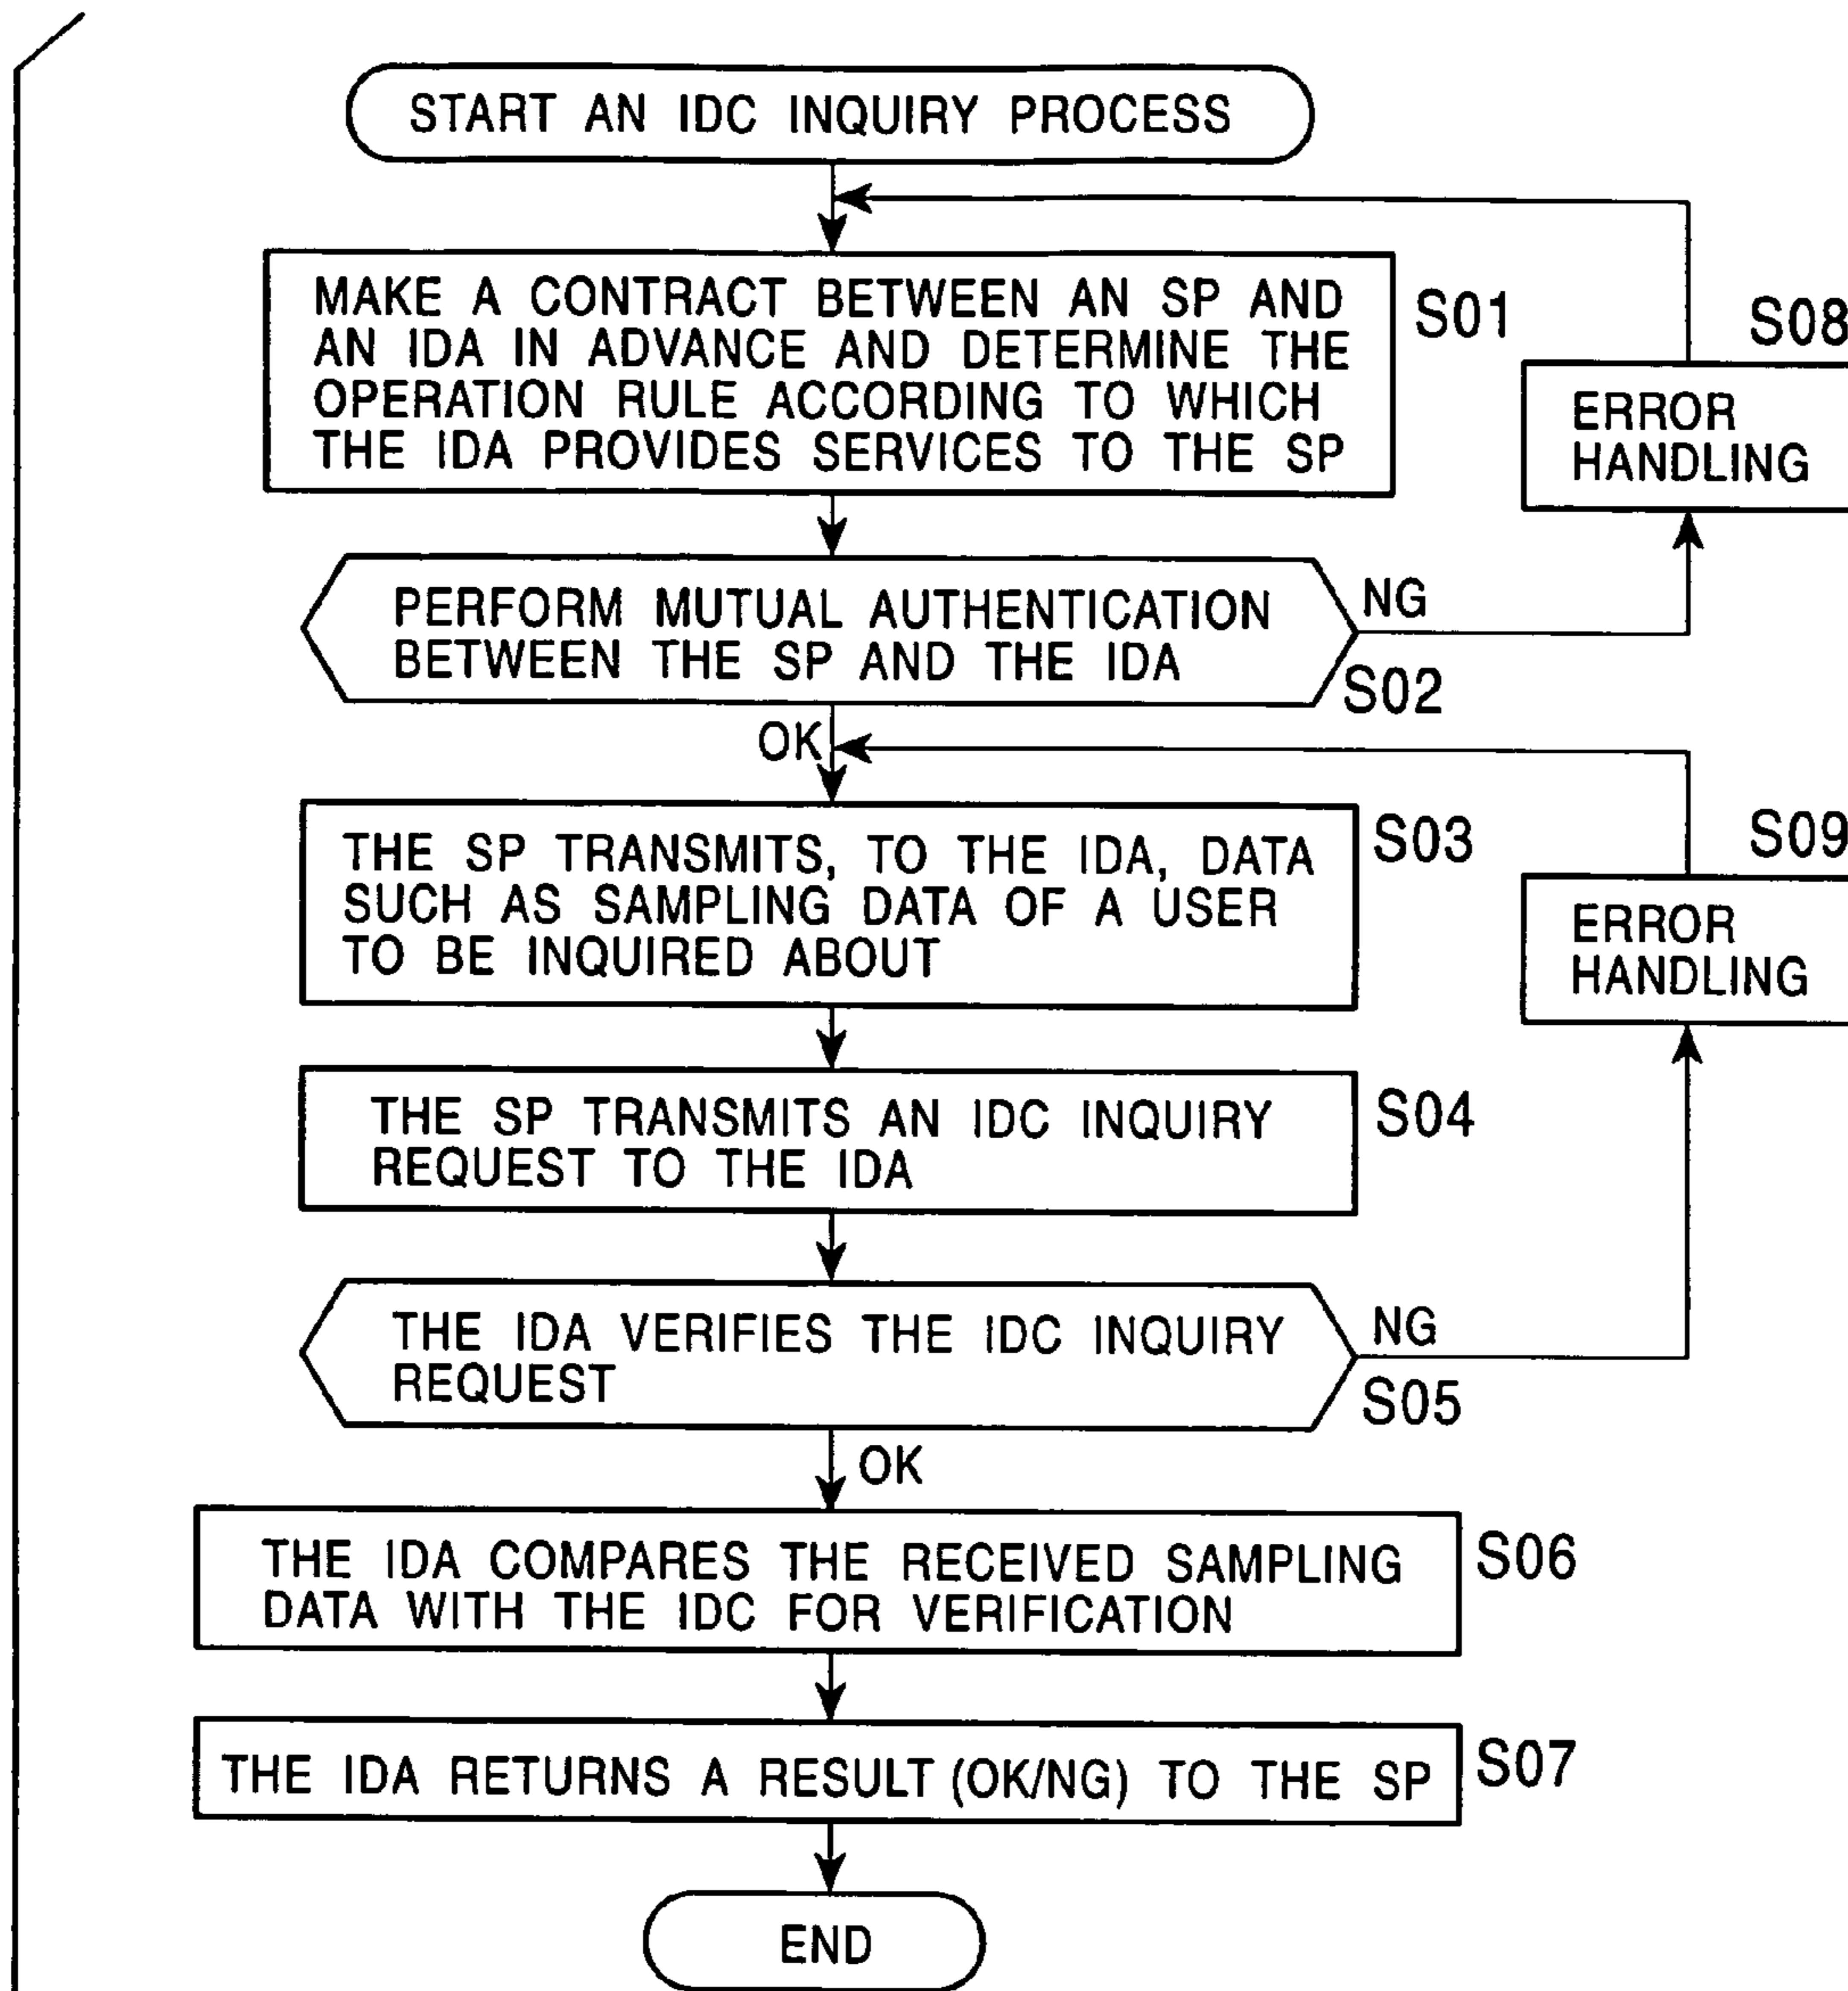 START AN IDC INQUIRY PROCESS
MAKE A CONTRACT BETWEEN AN SP AND
AN IDA IN ADVANCE AND DETERMINE THE
OPERATION RULE ACCORDING TO WHICH
THE IDA PROVIDES SERVICES TO THE SP
S01
S08
ERROR
HANDLING
PERFORM MUTUAL AUTHENTICATION
BETWEEN THE SP AND THE IDA
NG
S02
OK
THE SP TRANSMITS, TO THE IDA, DATA
SUCH AS SAMPLING DATA OF A USER
TO BE INQUIRED ABOUT
S03
S09
ERROR
HANDLING
THE SP TRANSMITS AN IDC INQUIRY
REQUEST TO THE IDA
S04
THE IDA VERIFIES THE IDC INQUIRY
REQUEST
NG
S05
OK
THE IDA COMPARES THE RECEIVED SAMPLING
DATA WITH THE IDC FOR VERIFICATION
S06
THE IDA RETURNS A RESULT (OK/NG) TO THE SP
S07
END